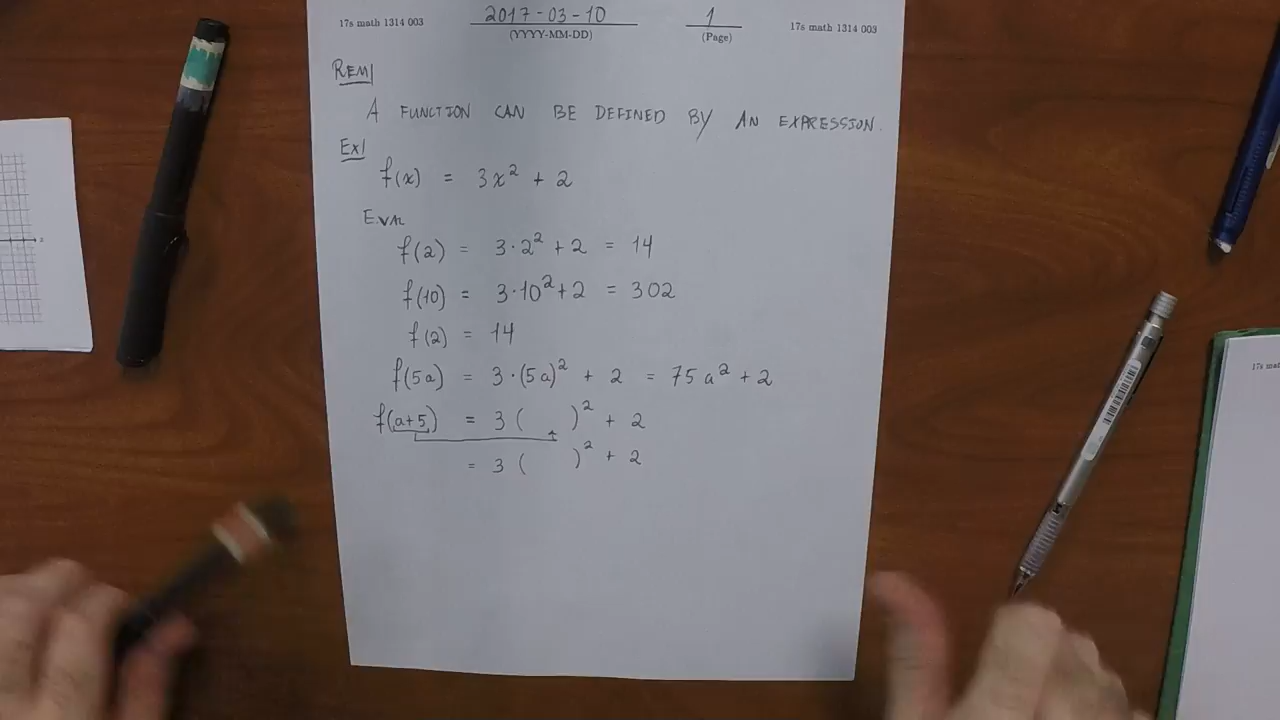 17s math 1314 003 2017-03-10 1 17s math 1314 003
(YYYY-MM-DD) (Page)
REM/
A FUNCTION CAN BE DEFINED BY AN EXPRESSION.
Ex/
f(x) = 3x² + 2
EVAL
f(2) = 3·2² + 2 = 14
f(10) = 3·10² + 2 = 302
f(2) = 14
f(5a) = 3·(5a)² + 2 = 75a² + 2
f(a+5) = 3( )² + 2
= 3( )² + 2